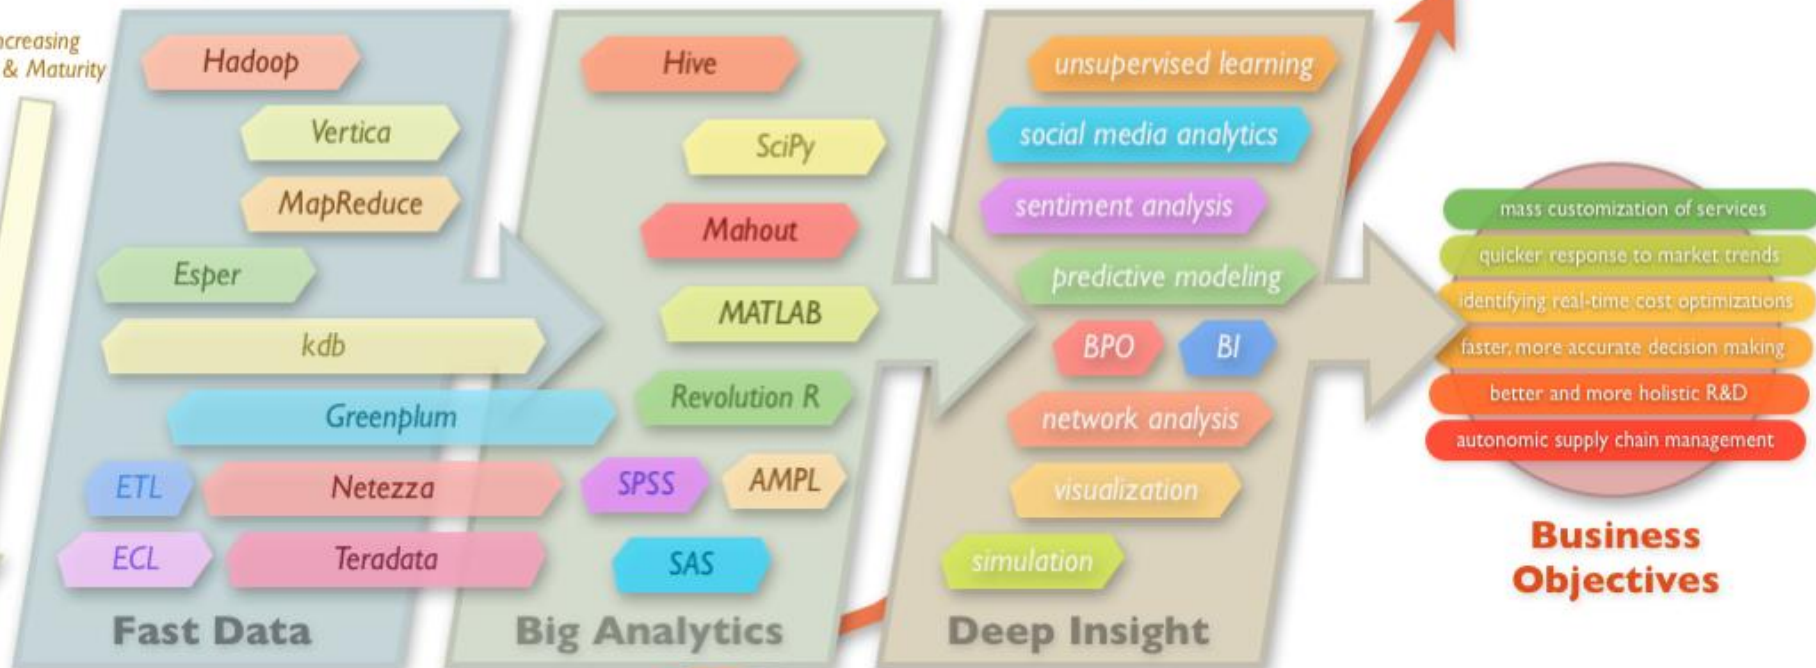 ncreasing
& Maturity
Hadoop
Vertica
MapReduce
Esper
kdb
Greenplum
ETL
Netezza
ECL
Teradata
Fast Data
Hive
SciPy
Mahout
MATLAB
Revolution R
SPSS
AMPL
SAS
Big Analytics
unsupervised learning
social media analytics
sentiment analysis
predictive modeling
BPO
BI
network analysis
visualization
simulation
Deep Insight
mass customization of services
quicker response to market trends
identifying real-time cost optimizations
faster, more accurate decision making
better and more holistic R&D
autonomic supply chain management
Business
Objectives